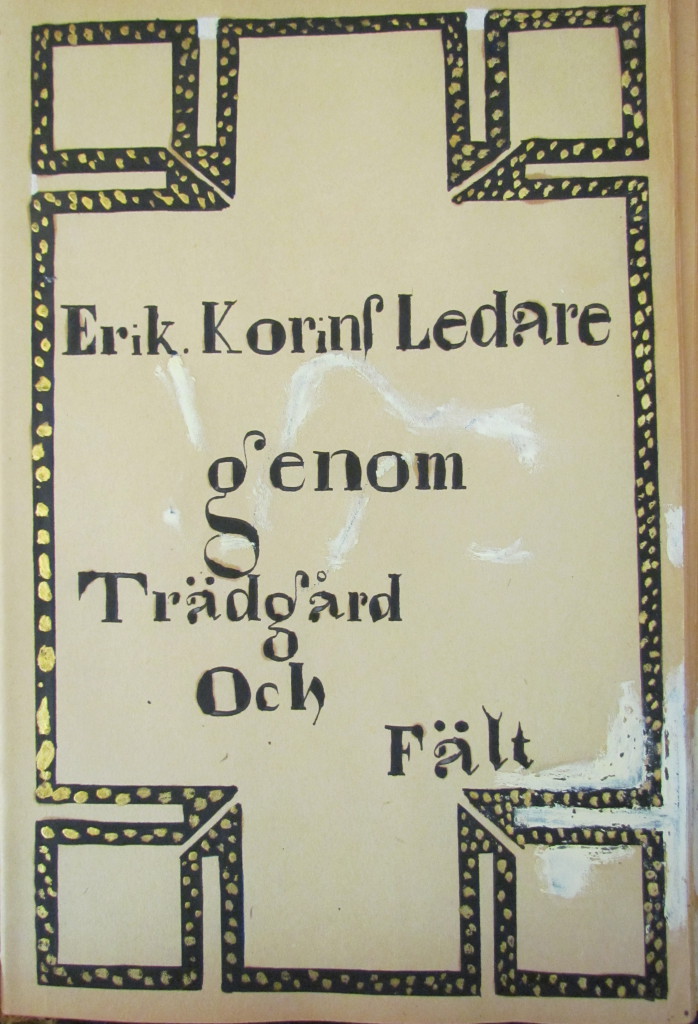 Erik. Korins Ledare
genom
Trädgård
Och
Fält